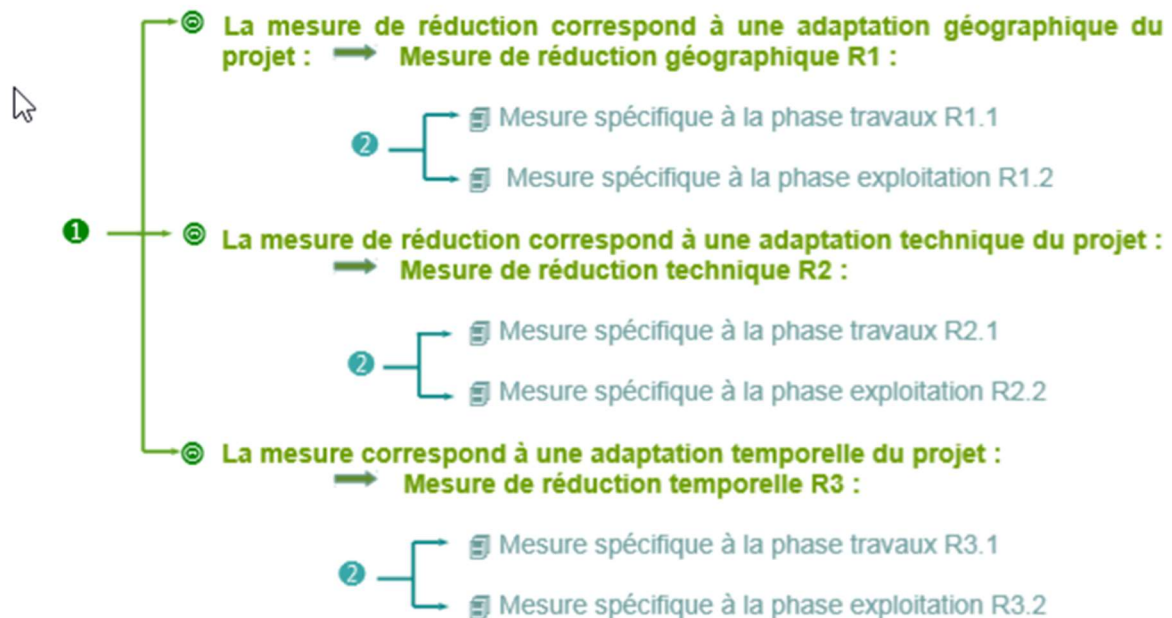 La mesure de réduction correspond à une adaptation géographique du
projet : Mesure de réduction géographique R1 :
Mesure spécifique à la phase travaux R1.1
2
Mesure spécifique à la phase exploitation R1.2
1
La mesure de réduction correspond à une adaptation technique du projet :
Mesure de réduction technique R2 :
Mesure spécifique à la phase travaux R2.1
2
Mesure spécifique à la phase exploitation R2.2
La mesure correspond à une adaptation temporelle du projet :
Mesure de réduction temporelle R3 :
Mesure spécifique à la phase travaux R3.1
2
Mesure spécifique à la phase exploitation R3.2